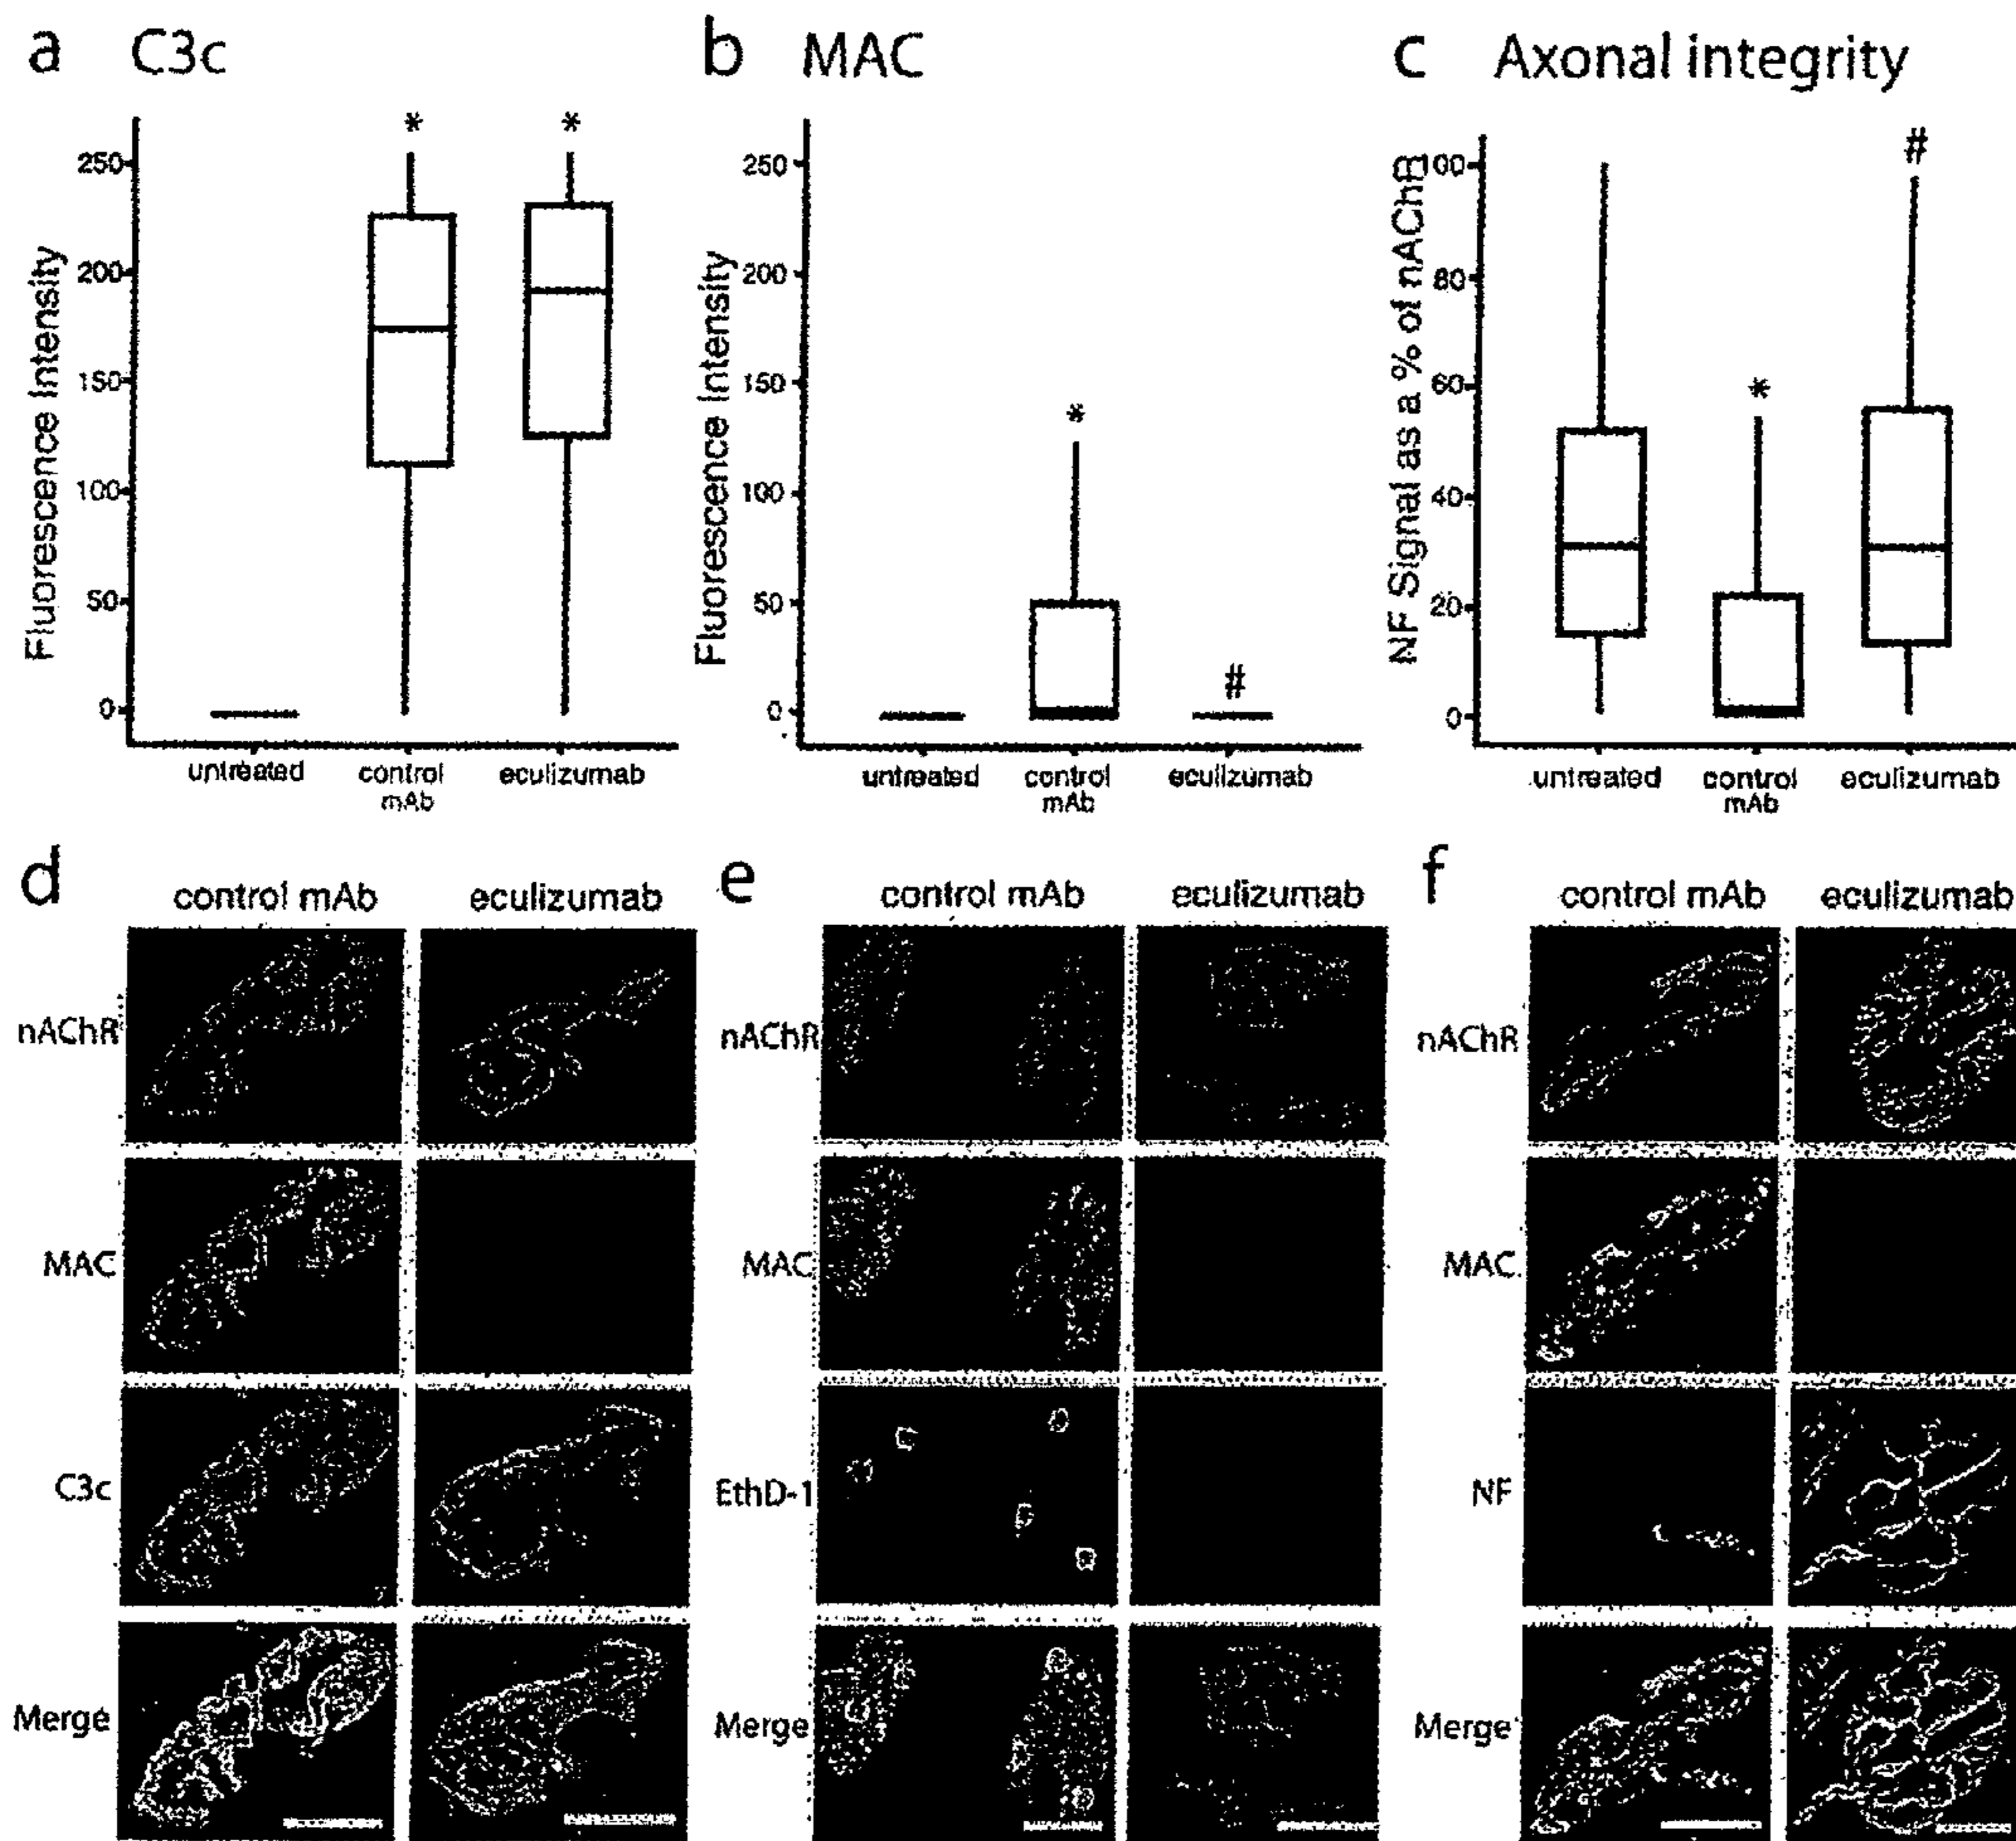 a C3c
Fluorescence Intensity
250
200
150
100
50
0
* *
untreated control mAb eculizumab
b MAC
Fluorescence Intensity
250
200
150
100
50
0
* #
untreated control mAb eculizumab
c Axonal integrity
NF Signal as a % of nAChR
100
80
60
40
20
0
* #
untreated control mAb eculizumab
d
control mAb eculizumab
nAChR
MAC
C3c
Merge
e
control mAb eculizumab
nAChR
MAC
EthD-1
Merge
f
control mAb eculizumab
nAChR
MAC
NF
Merge